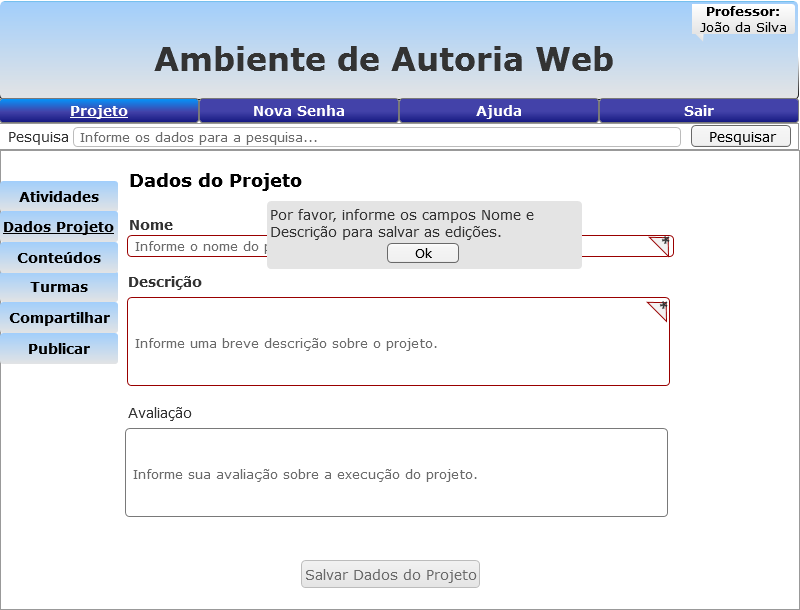 Professor:
João da Silva
Ambiente de Autoria Web
Projeto
Nova Senha
Ajuda
Sair
Pesquisa
Informe os dados para a pesquisa...
Pesquisar
Atividades
Dados Projeto
Conteúdos
Turmas
Compartilhar
Publicar
Dados do Projeto
Por favor, informe os campos Nome e
Descrição para salvar as edições.
Ok
Nome
Informe o nome do
*
Descrição
*
Informe uma breve descrição sobre o projeto.
Avaliação
Informe sua avaliação sobre a execução do projeto.
Salvar Dados do Projeto